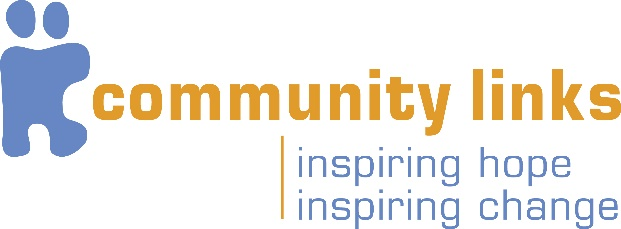 community links
inspiring hope
inspiring change